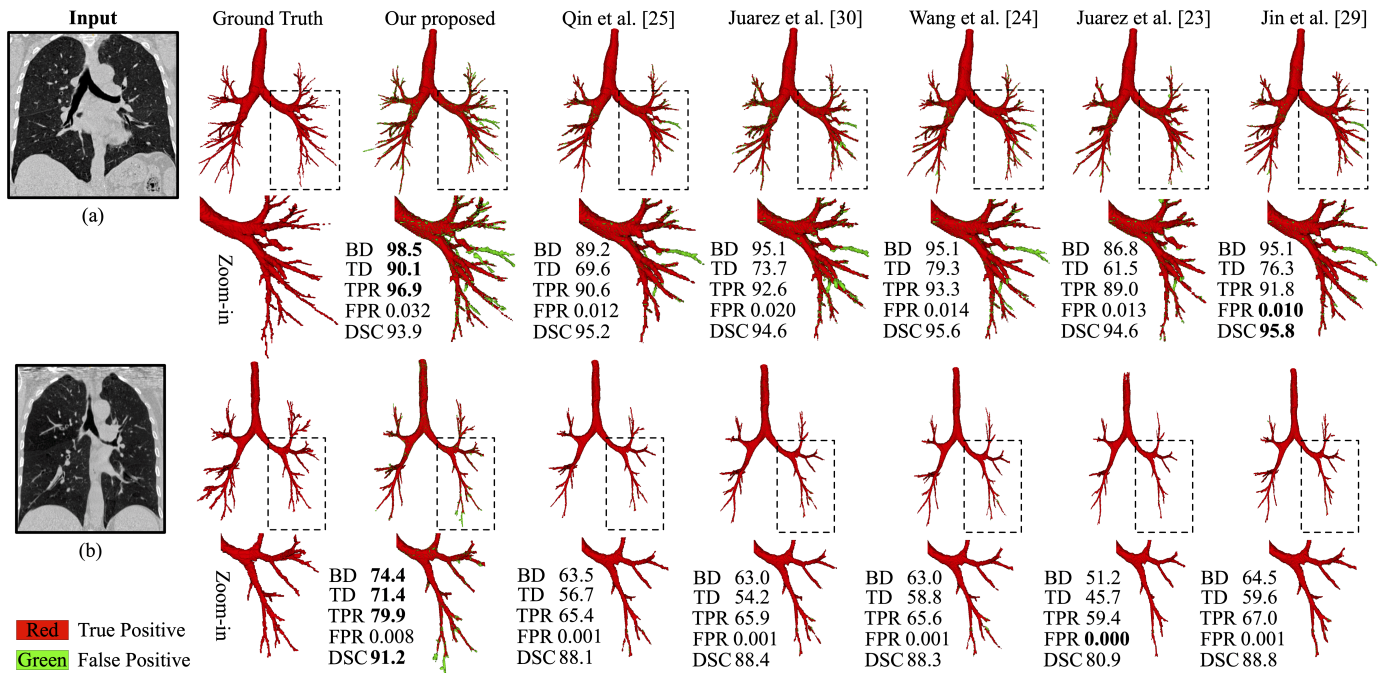 Input
Ground Truth
Our proposed
Qin et al. [25]
Juarez et al. [30]
Wang et al. [24]
Juarez et al. [23]
Jin et al. [29]
(a)
Zoom-in
BD 98.5
TD 90.1
TPR 96.9
FPR 0.032
DSC 93.9
BD 89.2
TD 69.6
TPR 90.6
FPR 0.012
DSC 95.2
BD 95.1
TD 73.7
TPR 92.6
FPR 0.020
DSC 94.6
BD 95.1
TD 79.3
TPR 93.3
FPR 0.014
DSC 95.6
BD 86.8
TD 61.5
TPR 89.0
FPR 0.013
DSC 94.6
BD 95.1
TD 76.3
TPR 91.8
FPR 0.010
DSC 95.8
(b)
Zoom-in
BD 74.4
TD 71.4
TPR 79.9
FPR 0.008
DSC 91.2
BD 63.5
TD 56.7
TPR 65.4
FPR 0.001
DSC 88.1
BD 63.0
TD 54.2
TPR 65.9
FPR 0.001
DSC 88.4
BD 63.0
TD 58.8
TPR 65.6
FPR 0.001
DSC 88.3
BD 51.2
TD 45.7
TPR 59.4
FPR 0.000
DSC 80.9
BD 64.5
TD 59.6
TPR 67.0
FPR 0.001
DSC 88.8
Red True Positive
Green False Positive